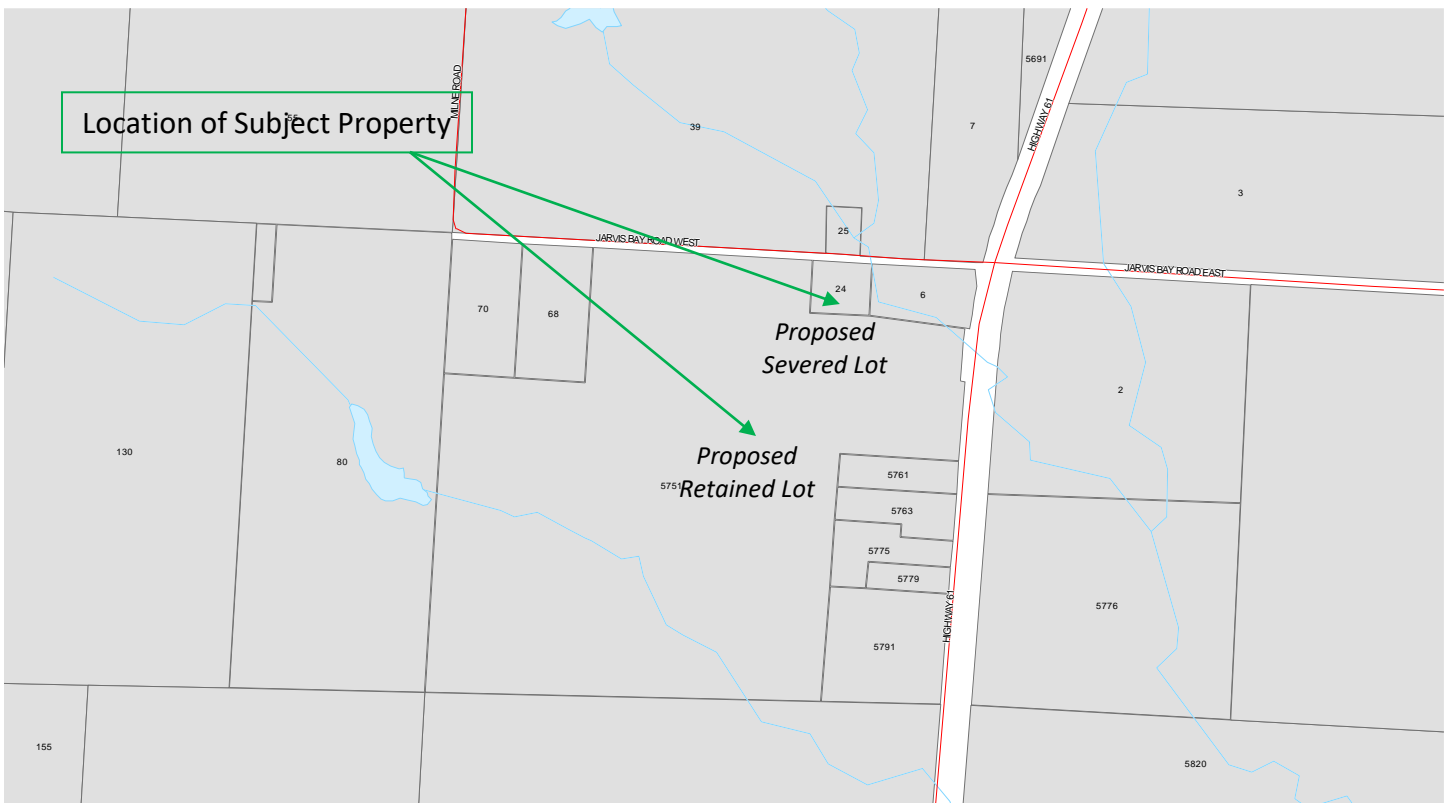 5691
MILNE ROAD
Location of Subject Property
55
39
7
HIGHWAY 61
3
25
JARVIS BAY ROAD WEST
JARVIS BAY ROAD EAST
24
6
70
68
Proposed
Severed Lot
2
130
80
Proposed
5751
Retained Lot
5761
5763
5775
5779
5776
HIGHWAY 61
5791
155
5820